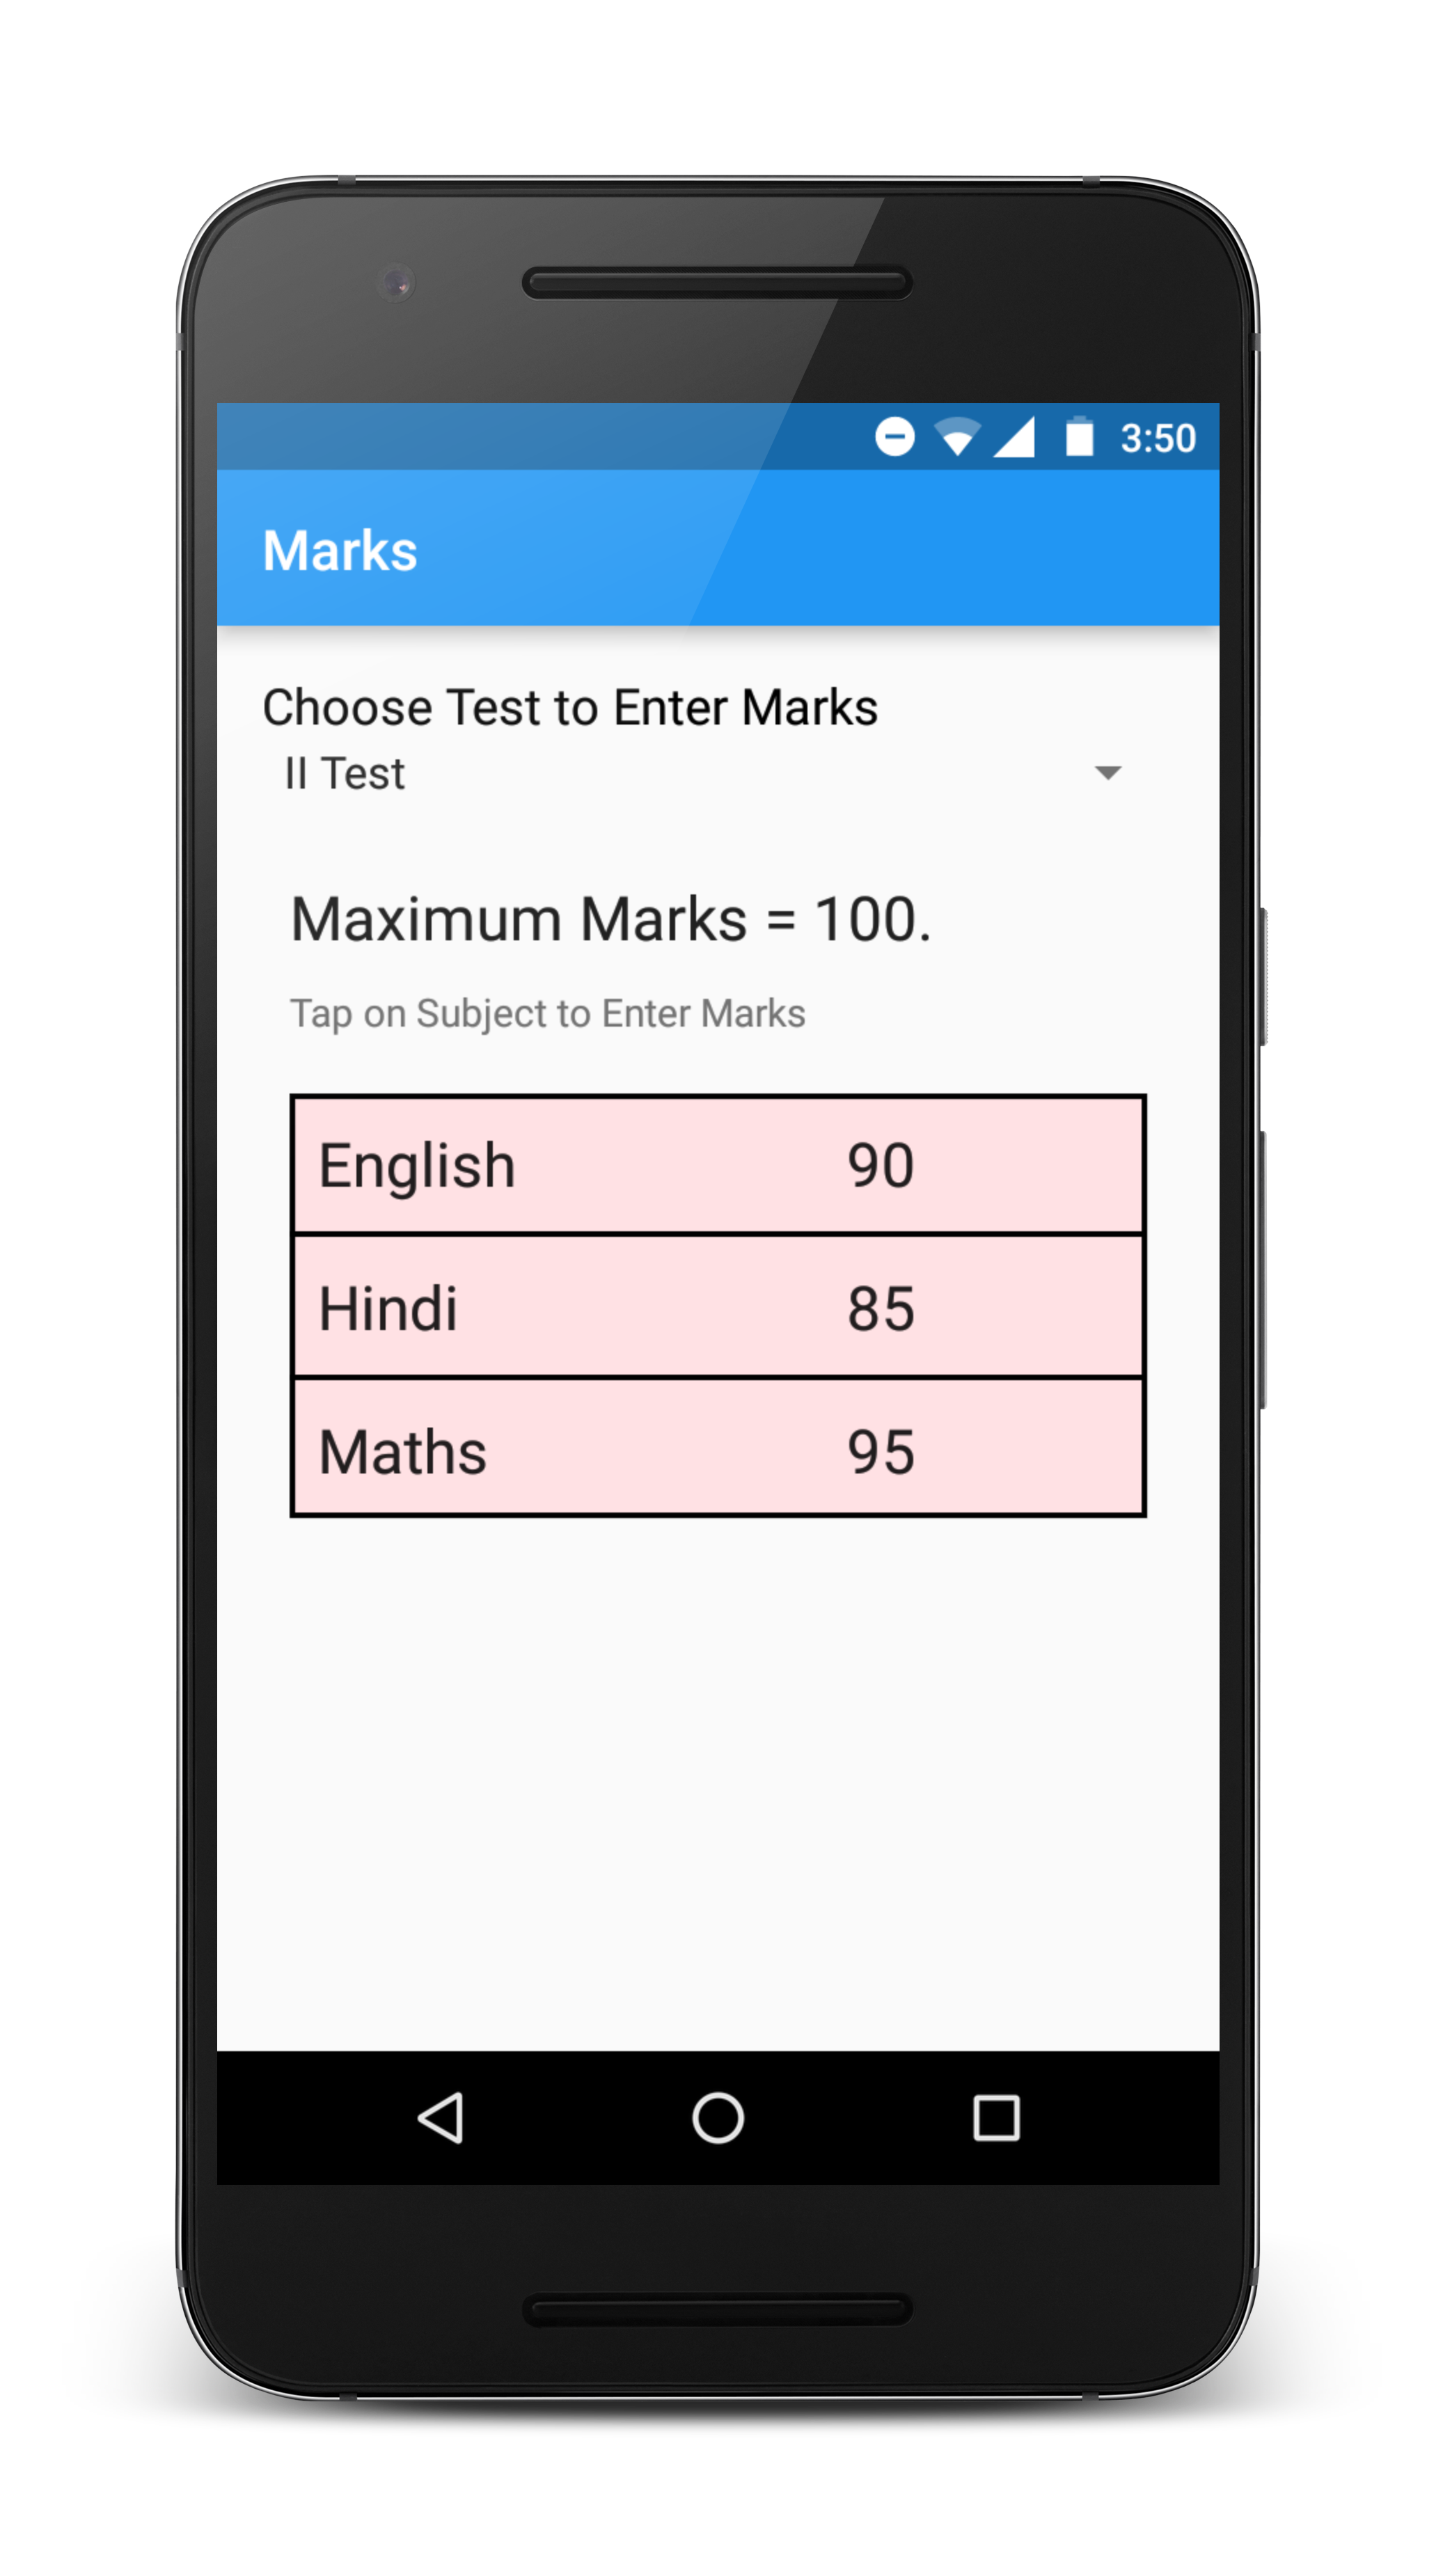 3:50
Marks
Choose Test to Enter Marks
II Test
Maximum Marks = 100.
Tap on Subject to Enter Marks
English 90
Hindi 85
Maths 95